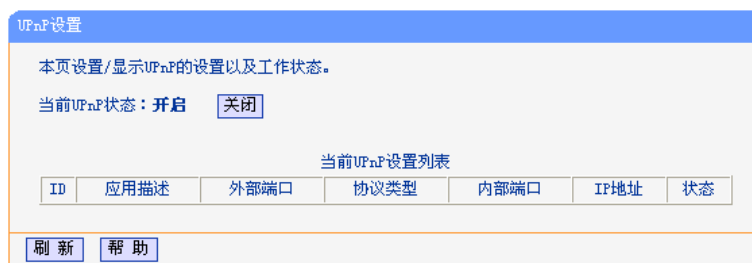 UPnP设置
本页设置/显示UPnP的设置以及工作状态。
当前UPnP状态：开启 关闭
当前UPnP设置列表
ID 应用描述 外部端口 协议类型 内部端口 IP地址 状态
刷 新 帮 助